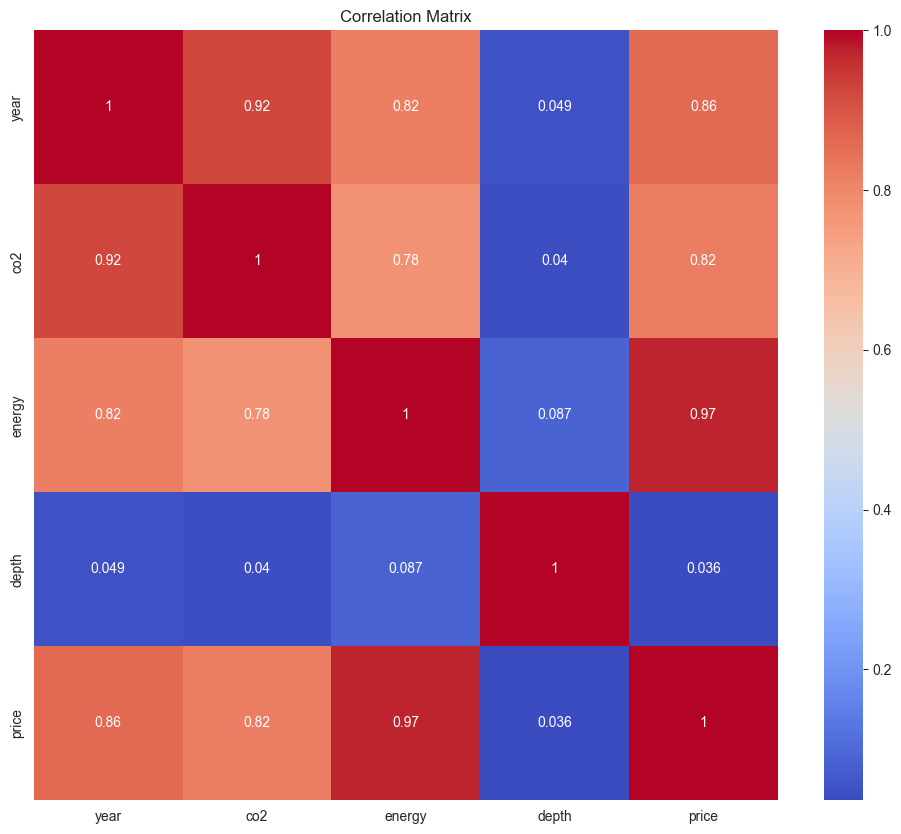 Correlation Matrix
year 1 0.92 0.82 0.049 0.86
co2 0.92 1 0.78 0.04 0.82
energy 0.82 0.78 1 0.087 0.97
depth 0.049 0.04 0.087 1 0.036
price 0.86 0.82 0.97 0.036 1
year co2 energy depth price
1.0
0.8
0.6
0.4
0.2